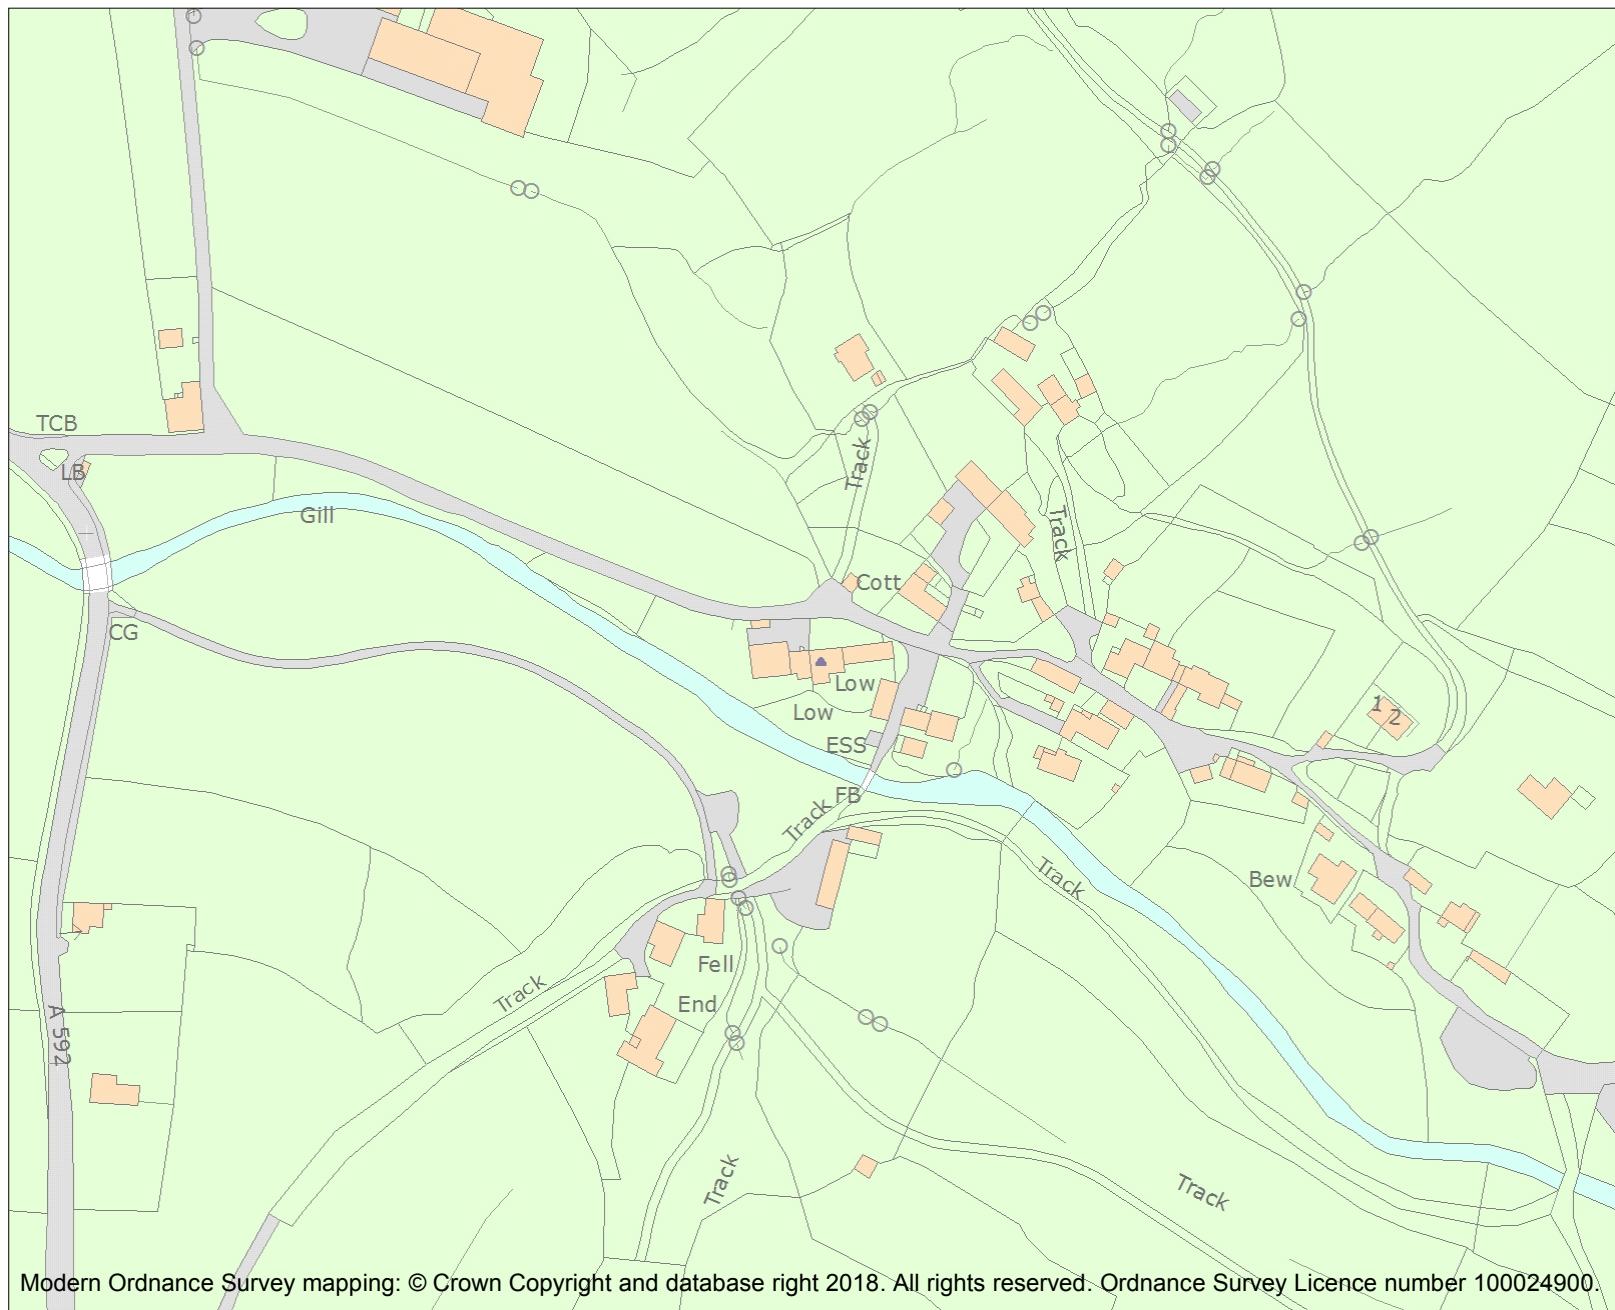 TCB
LB
Gill
Track
Track
Cott
CG
Low
Low
ESS
FB
Track
1
2
Track
Bew
Fell
End
Track
A 592
Track
Track
Modern Ordnance Survey mapping: © Crown Copyright and database right 2018. All rights reserved. Ordnance Survey Licence number 100024900.